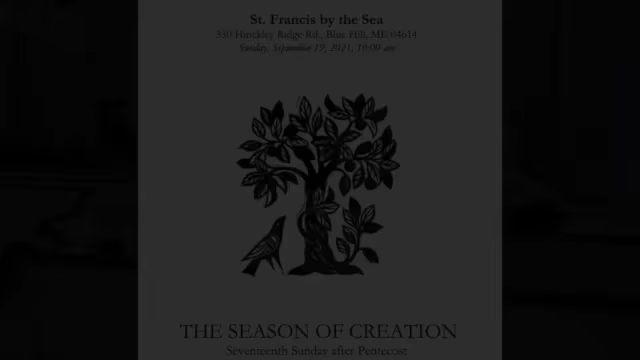 St. Francis by the Sea
330 Hinckley Ridge Rd., Blue Hill, ME 04614
Sunday, September 19, 2021, 10:00 am
THE SEASON OF CREATION
Seventeenth Sunday after Pentecost